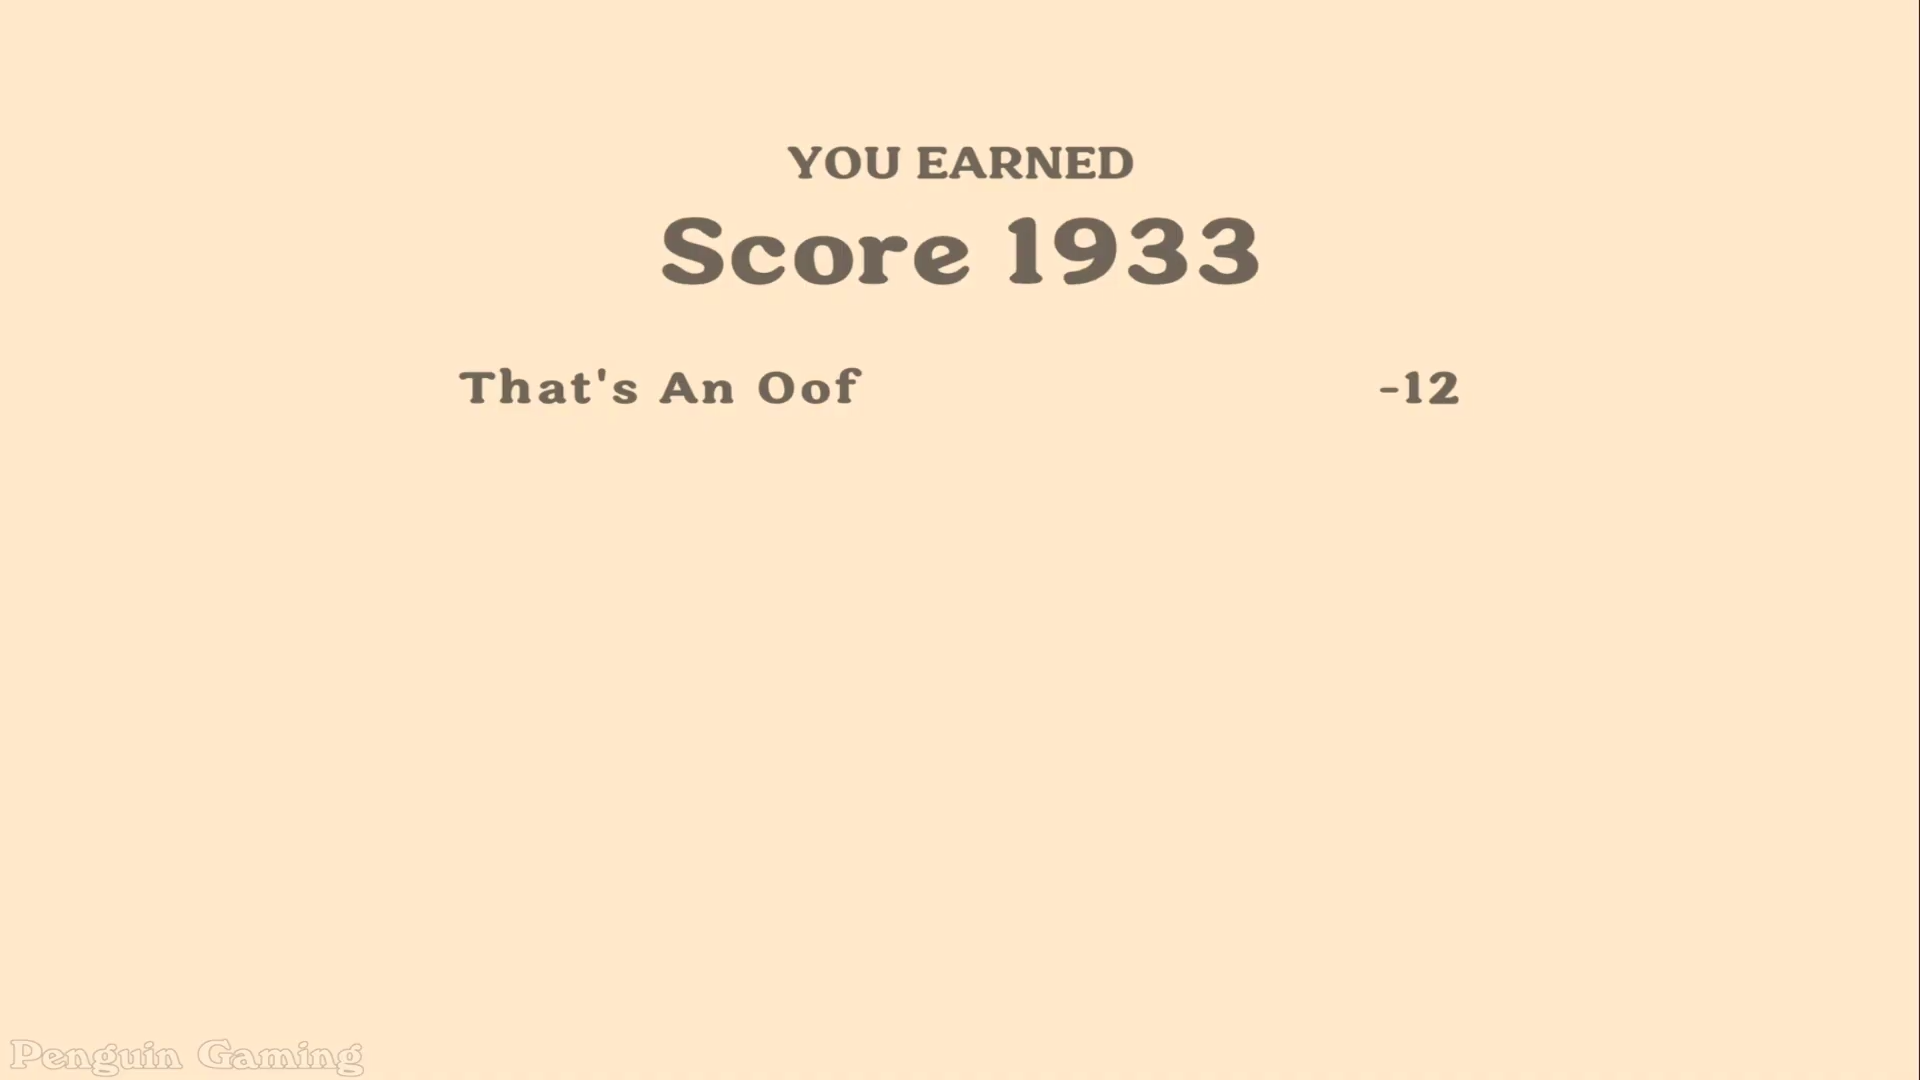 YOU EARNED
Score 1933
That's An Oof -12
Penguin Gaming